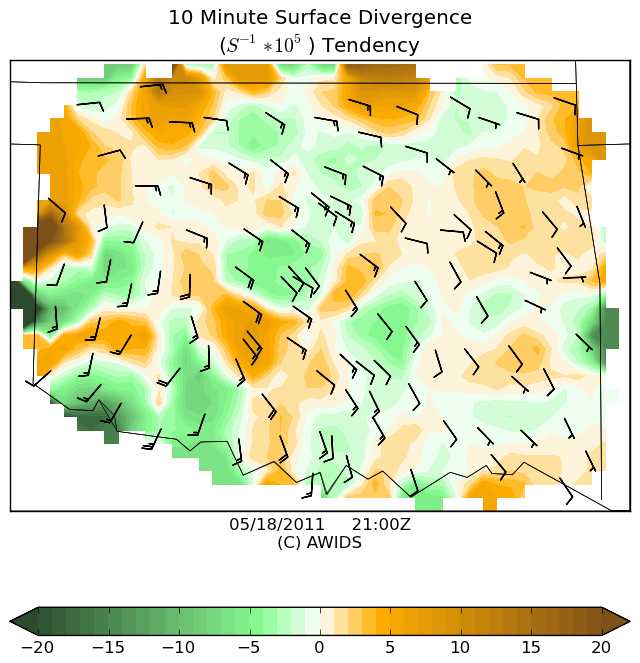 10 Minute Surface Divergence
(S⁻¹ *10⁵ ) Tendency
05/18/2011 21:00Z
(C) AWIDS
−20 −15 −10 −5 0 5 10 15 20